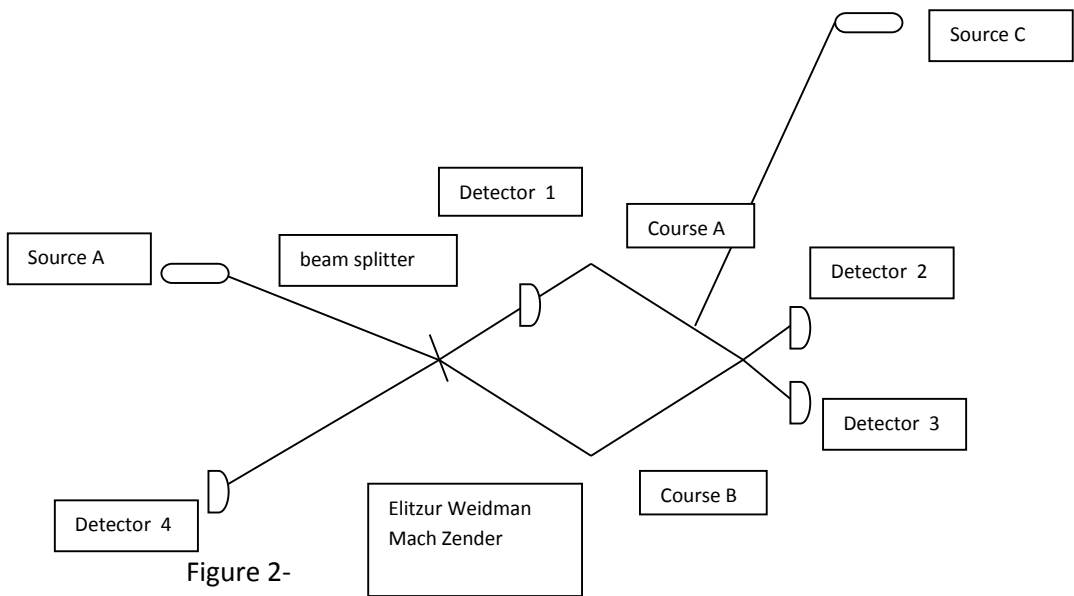 Source C
Detector  1
Course A
Source A
beam splitter
Detector  2
Detector  3
Course B
Elitzur Weidman
Mach Zender
Detector  4
Figure 2-